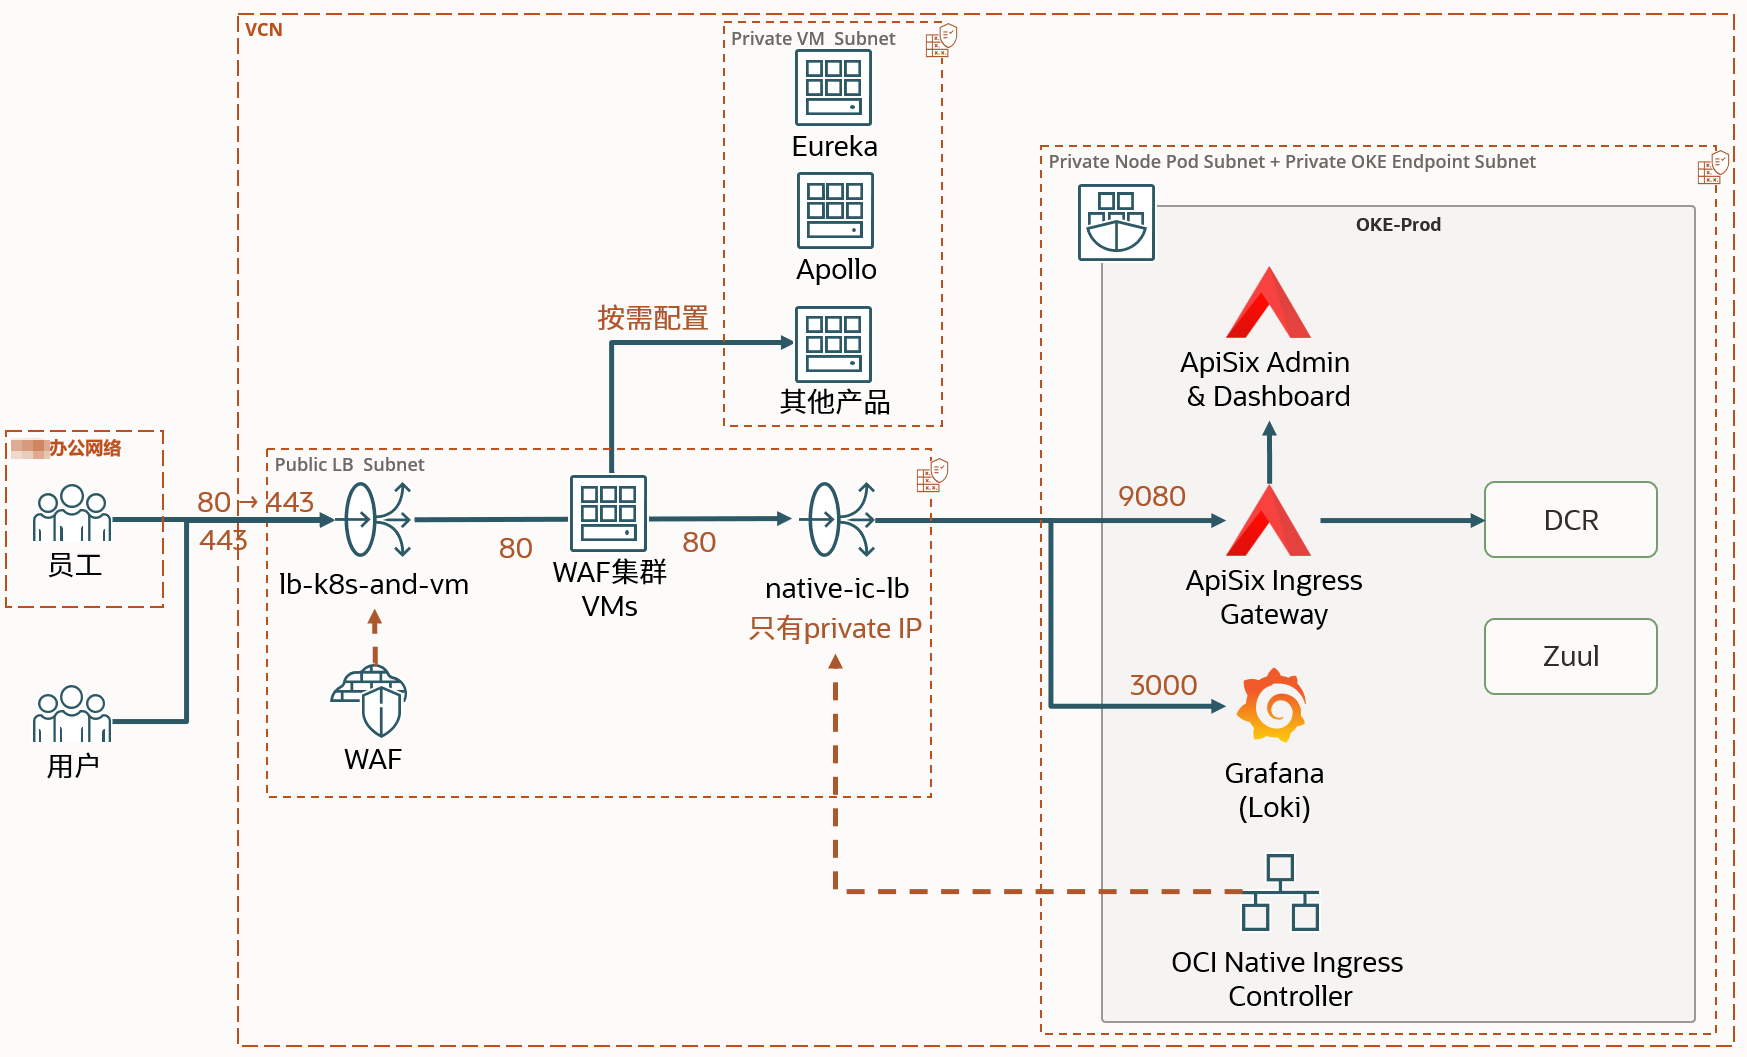 VCN
Private VM Subnet
Eureka
Apollo
按需配置
其他产品
办公网络
员工
用户
80 → 443
443
Public LB Subnet
lb-k8s-and-vm
WAF
80
WAF集群
VMs
80
native-ic-lb
只有private IP
Private Node Pod Subnet + Private OKE Endpoint Subnet
OKE-Prod
ApiSix Admin
& Dashboard
9080
ApiSix Ingress
Gateway
DCR
Zuul
3000
Grafana
(Loki)
OCI Native Ingress
Controller